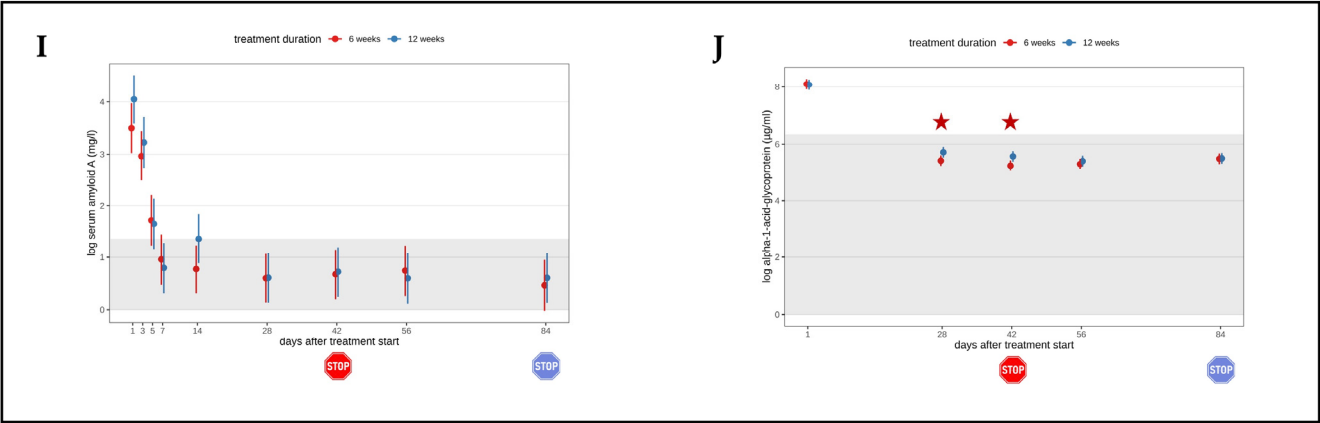 I
treatment duration 6 weeks 12 weeks
log serum amyloid A (mg/l)
4
3
2
1
0
1 3 5 7 14 28 42 56 84
days after treatment start
STOP STOP
J
treatment duration 6 weeks 12 weeks
log alpha-1-acid-glycoprotein (µg/ml)
8
6
4
2
0
1 28 42 56 84
days after treatment start
STOP STOP